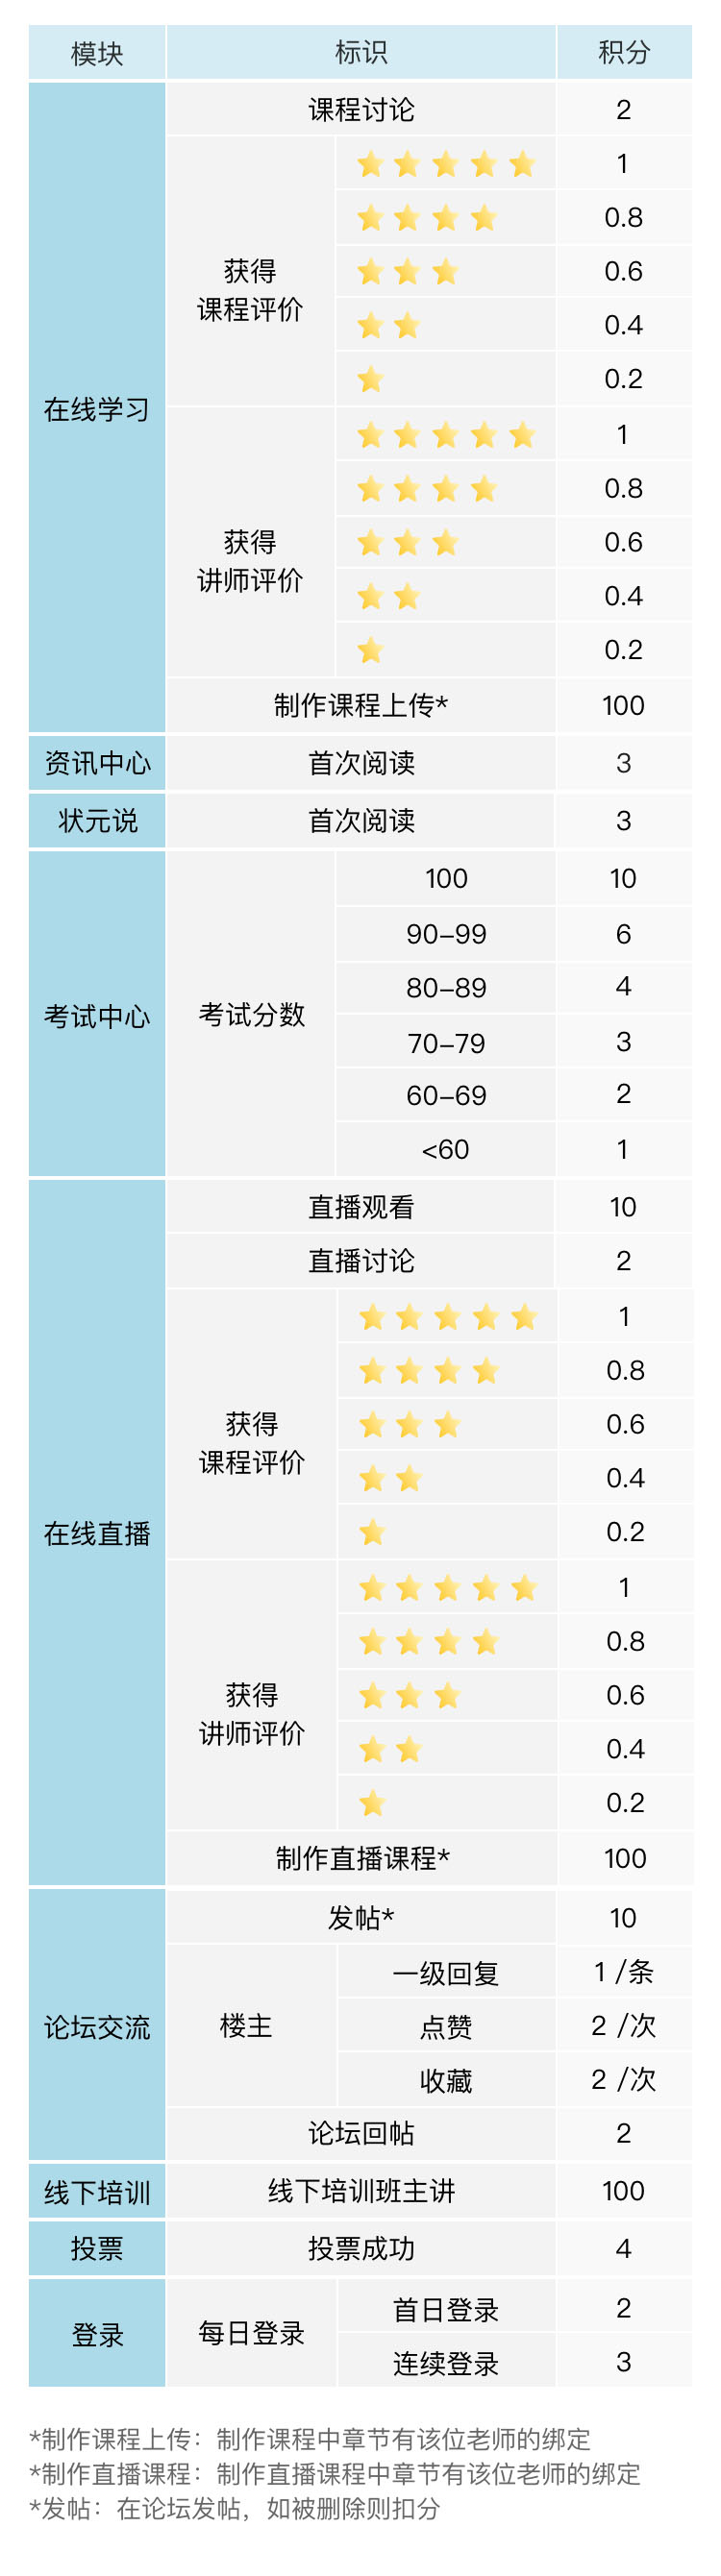 模块 标识 积分
课程讨论 2
1
0.8
获得
课程评价
0.6
0.4
0.2
在线学习
1
0.8
获得
讲师评价
0.6
0.4
0.2
制作课程上传* 100
资讯中心 首次阅读 3
状元说 首次阅读 3
100 10
90–99 6
80–89 4
考试中心 考试分数
70–79 3
60–69 2
<60 1
直播观看 10
直播讨论 2
1
0.8
获得
课程评价
0.6
0.4
0.2
在线直播
1
0.8
获得
讲师评价
0.6
0.4
0.2
制作直播课程* 100
发帖* 10
一级回复 1 /条
论坛交流 楼主 点赞 2 /次
收藏 2 /次
论坛回帖 2
线下培训 线下培训班主讲 100
投票 投票成功 4
登录 每日登录
首日登录 2
连续登录 3
*制作课程上传：制作课程中章节有该位老师的绑定
*制作直播课程：制作直播课程中章节有该位老师的绑定
*发帖：在论坛发帖，如被删除则扣分